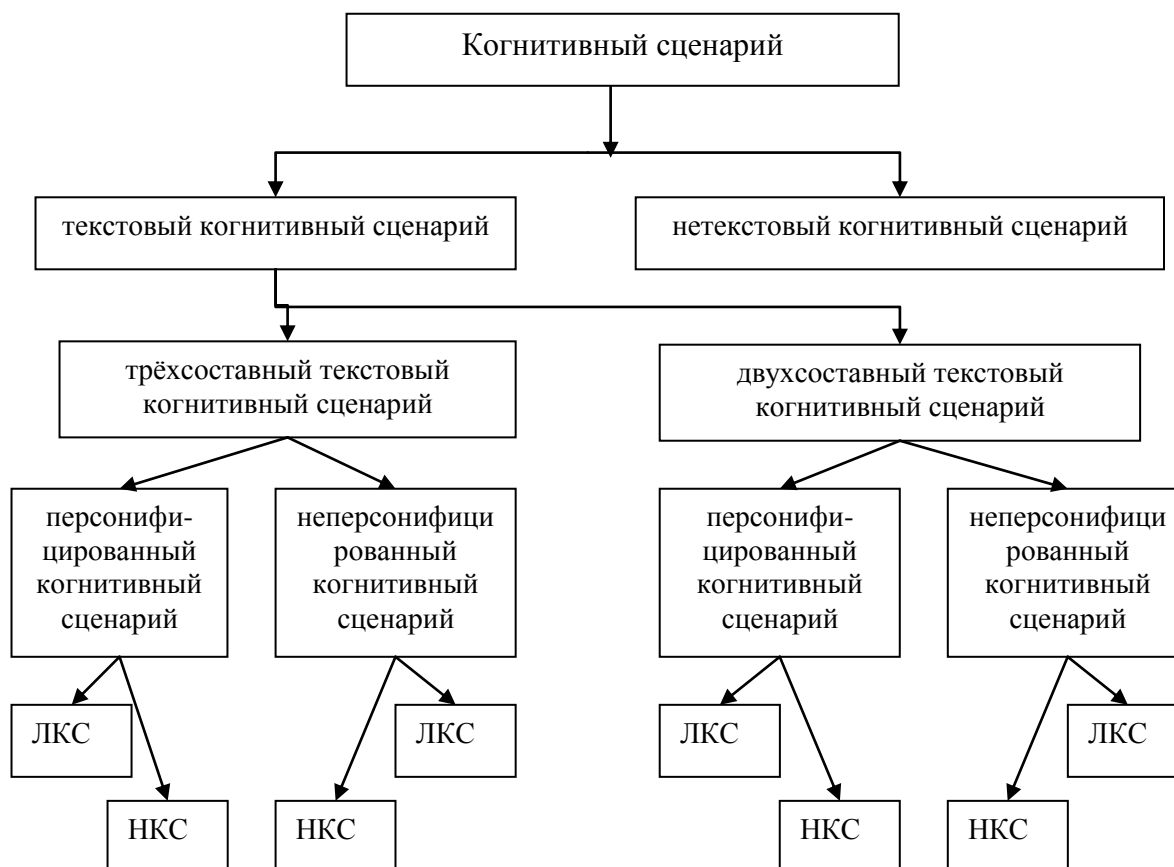 Когнитивный сценарий
текстовый когнитивный сценарий
нетекстовый когнитивный сценарий
трёхсоставный текстовый
когнитивный сценарий
двухсоставный текстовый
когнитивный сценарий
персонифи-
цированный
когнитивный
сценарий
неперсонифици
рованный
когнитивный
сценарий
персонифи-
цированный
когнитивный
сценарий
неперсонифици
рованный
когнитивный
сценарий
ЛКС
ЛКС
ЛКС
ЛКС
НКС
НКС
НКС
НКС